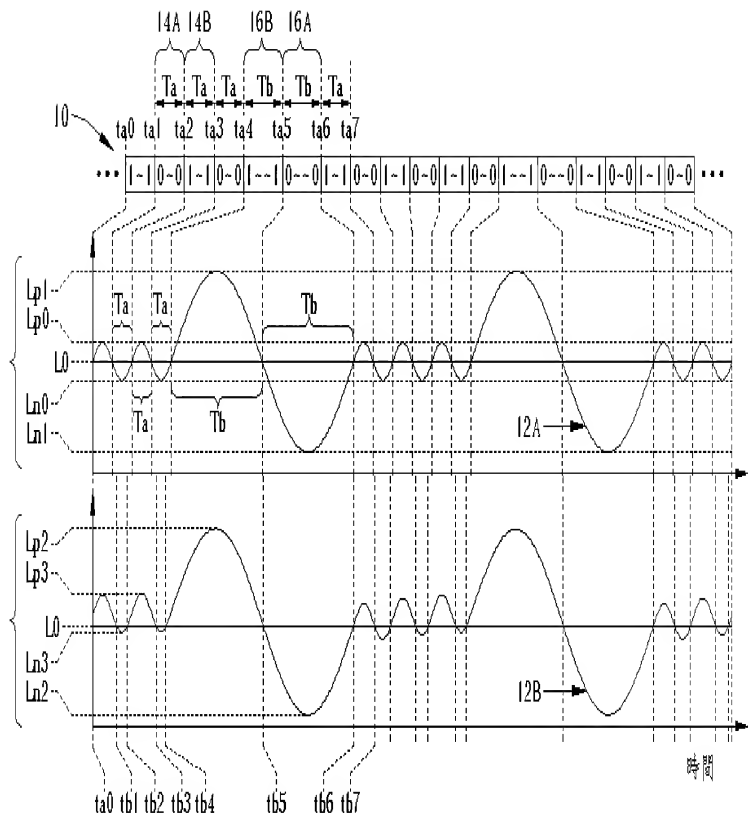 14A 14B 16B 16A
Ta Ta Ta Tb Tb Ta
10
ta0 ta1 ta2 ta3 ta4 ta5 ta6 ta7
••• 1~1 0~0 1~1 0~0 1~~1 0~~0 1~1 0~0 1~1 0~0 1~1 0~0 1~~1 0~~0 1~1 0~0 1~1 0~0 •••
Lp1
Ta Ta Tb
Lp0
L0
Ln0
Ta Tb
Ln1
12A
Lp2
Lp3
L0
Ln3
Ln2
12B
時間
ta0 tb1 tb2 tb3 tb4 tb5 tb6 tb7